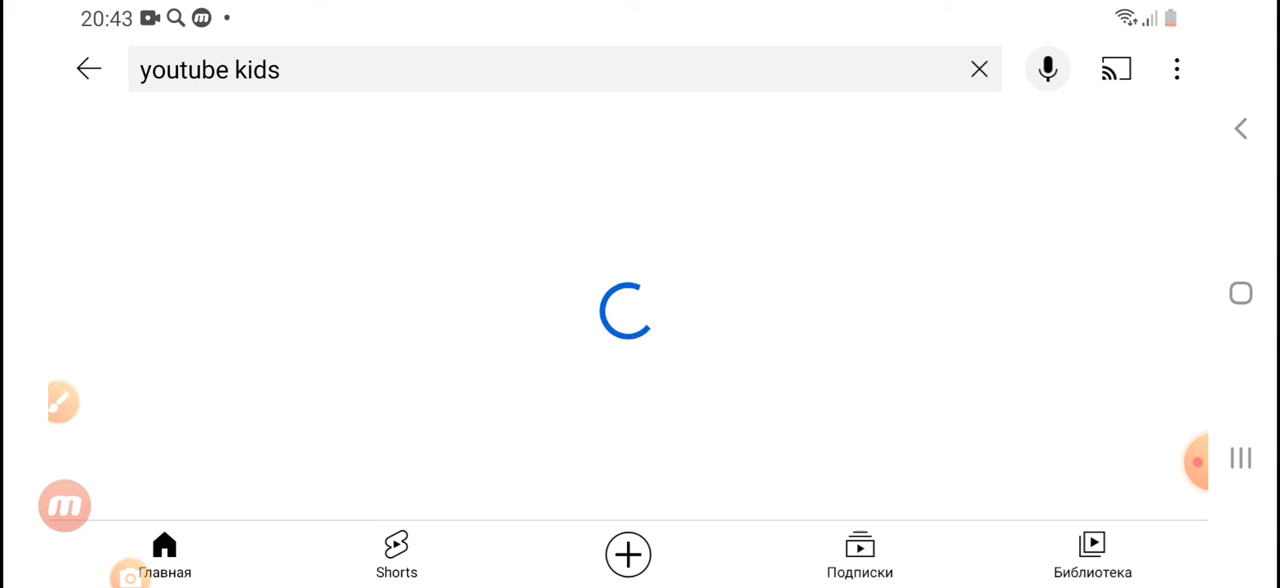 20:43
youtube kids
Главная
Shorts
Подписки
Библиотека